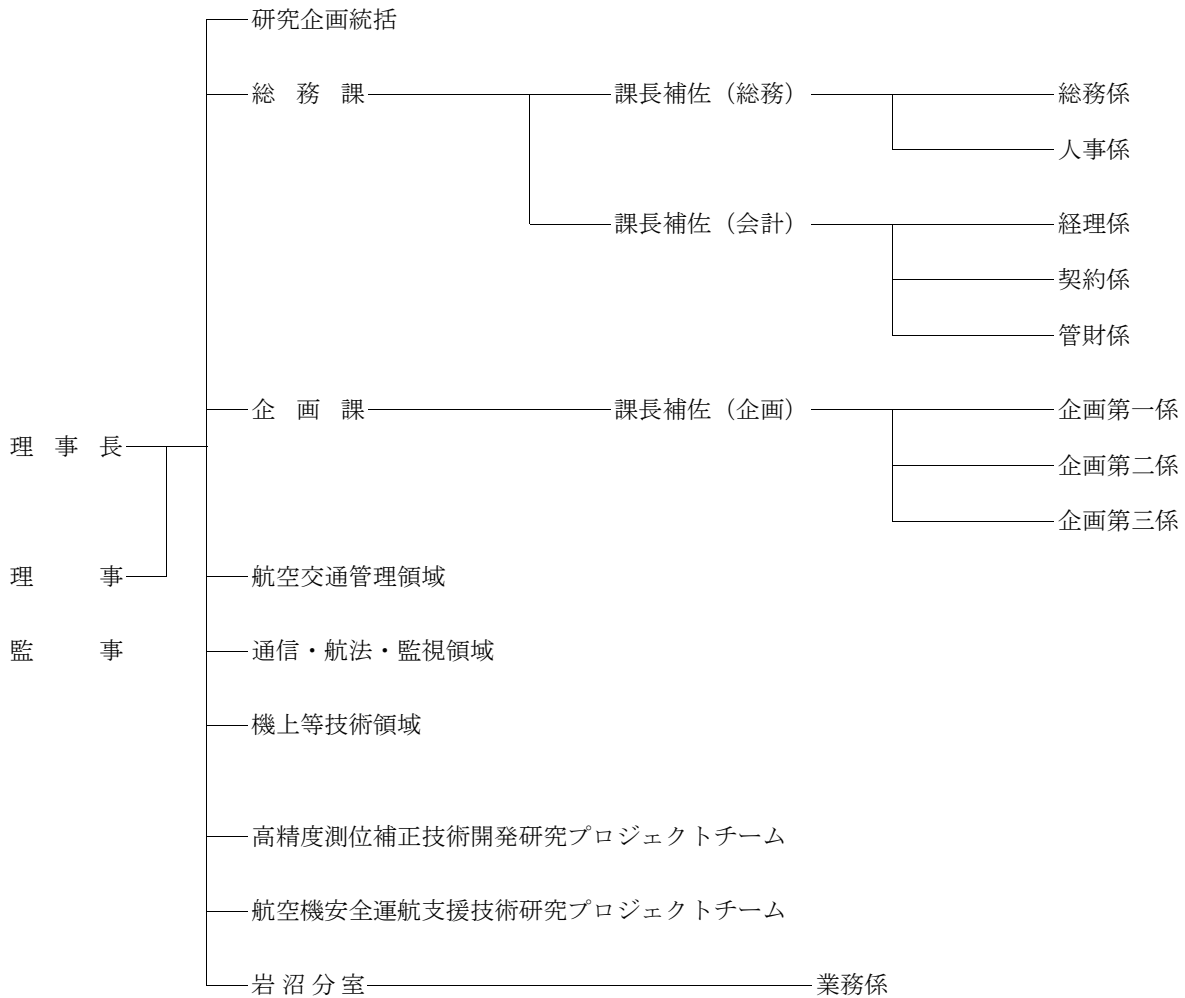 研究企画統括
総務課 課長補佐（総務） 総務係
人事係
課長補佐（会計） 経理係
契約係
管財係
企画課 課長補佐（企画） 企画第一係
理事長
企画第二係
企画第三係
理事 航空交通管理領域
監事 通信・航法・監視領域
機上等技術領域
高精度測位補正技術開発研究プロジェクトチーム
航空機安全運航支援技術研究プロジェクトチーム
岩沼分室 業務係